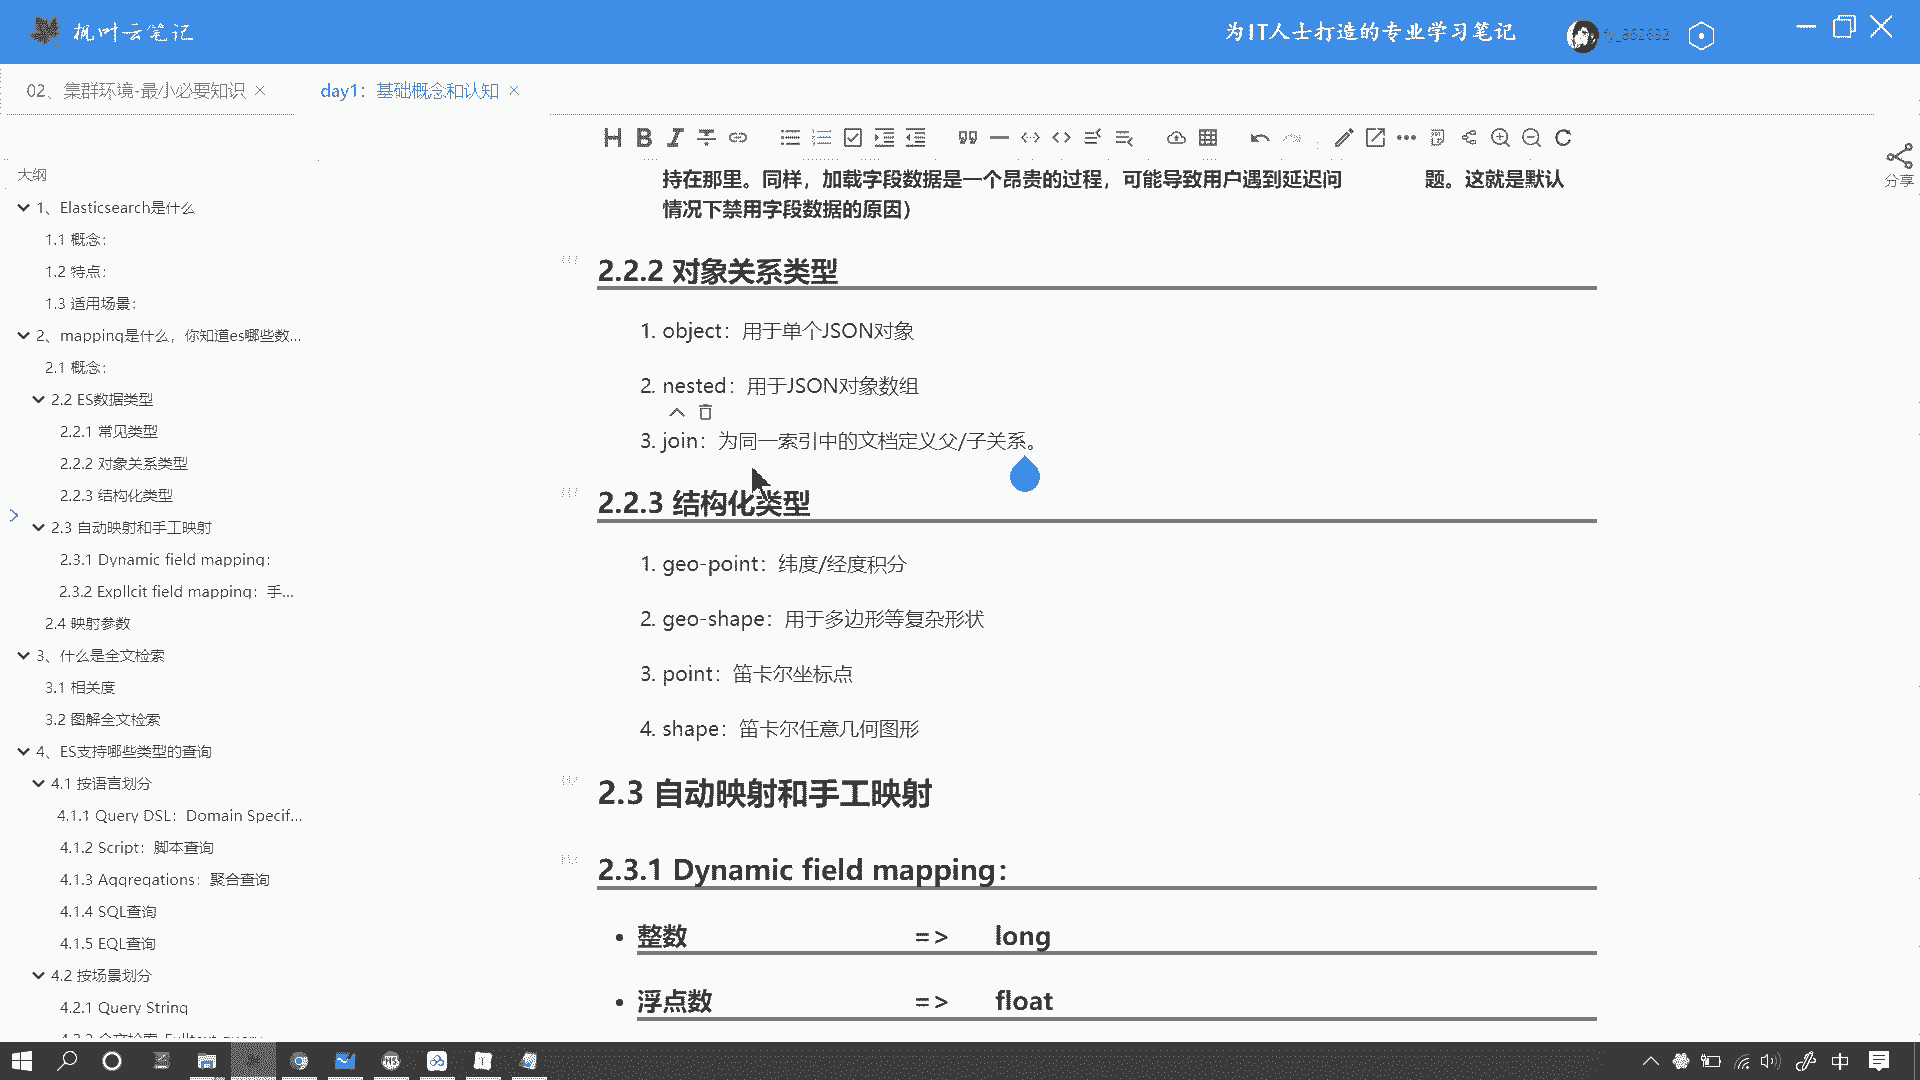 枫叶云笔记
为IT人士打造的专业学习笔记
fy_862692
02、集群环境-最小必要知识
day1：基础概念和认知
分享
大纲
1、Elasticsearch是什么
1.1 概念：
1.2 特点：
1.3 适用场景：
2、mapping是什么，你知道es哪些数...
2.1 概念：
2.2 ES数据类型
2.2.1 常见类型
2.2.2 对象关系类型
2.2.3 结构化类型
2.3 自动映射和手工映射
2.3.1 Dynamic field mapping：
2.3.2 Expllcit field mapping：手...
2.4 映射参数
3、什么是全文检索
3.1 相关度
3.2 图解全文检索
4、ES支持哪些类型的查询
4.1 按语言划分
4.1.1 Query DSL：Domain Specif...
4.1.2 Script：脚本查询
4.1.3 Aggregations：聚合查询
4.1.4 SQL查询
4.1.5 EQL查询
4.2 按场景划分
4.2.1 Query String
持在那里。同样，加载字段数据是一个昂贵的过程，可能导致用户遇到延迟问 题。这就是默认
情况下禁用字段数据的原因）
2.2.2 对象关系类型
1. object：用于单个JSON对象
2. nested：用于JSON对象数组
3. join：为同一索引中的文档定义父/子关系。
2.2.3 结构化类型
1. geo-point：纬度/经度积分
2. geo-shape：用于多边形等复杂形状
3. point：笛卡尔坐标点
4. shape：笛卡尔任意几何图形
2.3 自动映射和手工映射
2.3.1 Dynamic field mapping：
• 整数 => long
• 浮点数 => float
中